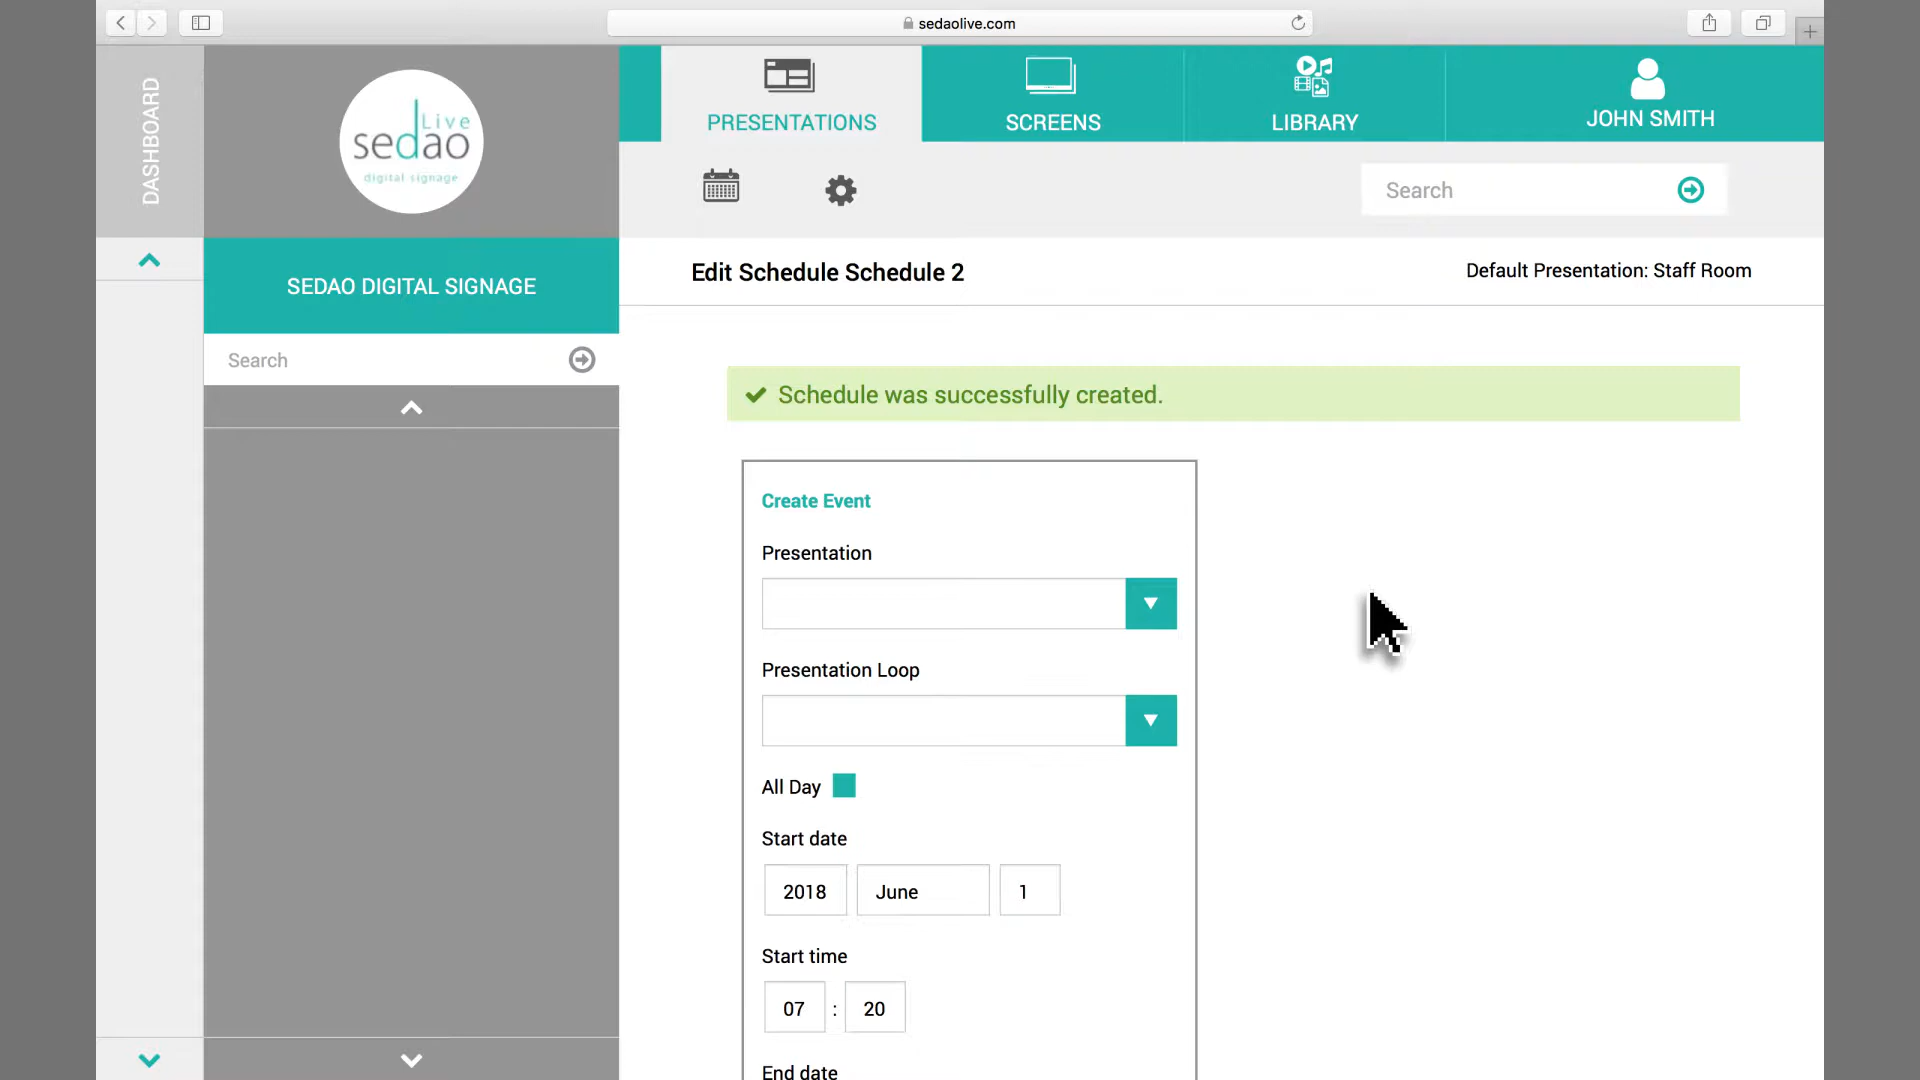 sedaolive.com
DASHBOARD
Live
sedao
digital signage
PRESENTATIONS
SCREENS
LIBRARY
JOHN SMITH
Search
SEDAO DIGITAL SIGNAGE
Search
Edit Schedule Schedule 2
Default Presentation: Staff Room
Schedule was successfully created.
Create Event
Presentation
Presentation Loop
All Day
Start date
2018 June 1
Start time
07 : 20
End date